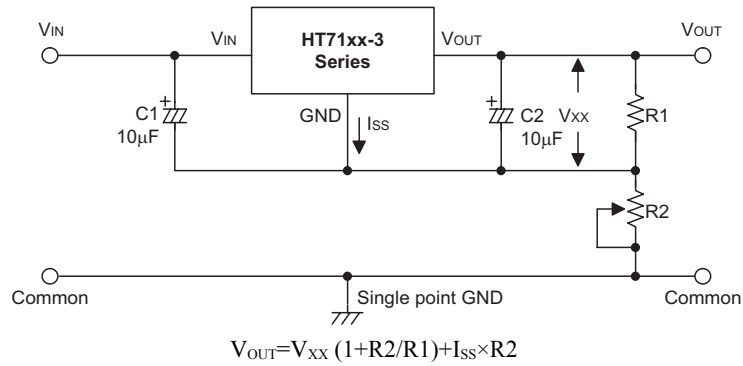 VIN VIN HT71xx-3 VOUT VOUT
Series
C1 GND ISS C2 VXX R1
10μF 10μF
R2
Common Single point GND Common
VOUT=VXX (1+R2/R1)+ISS×R2